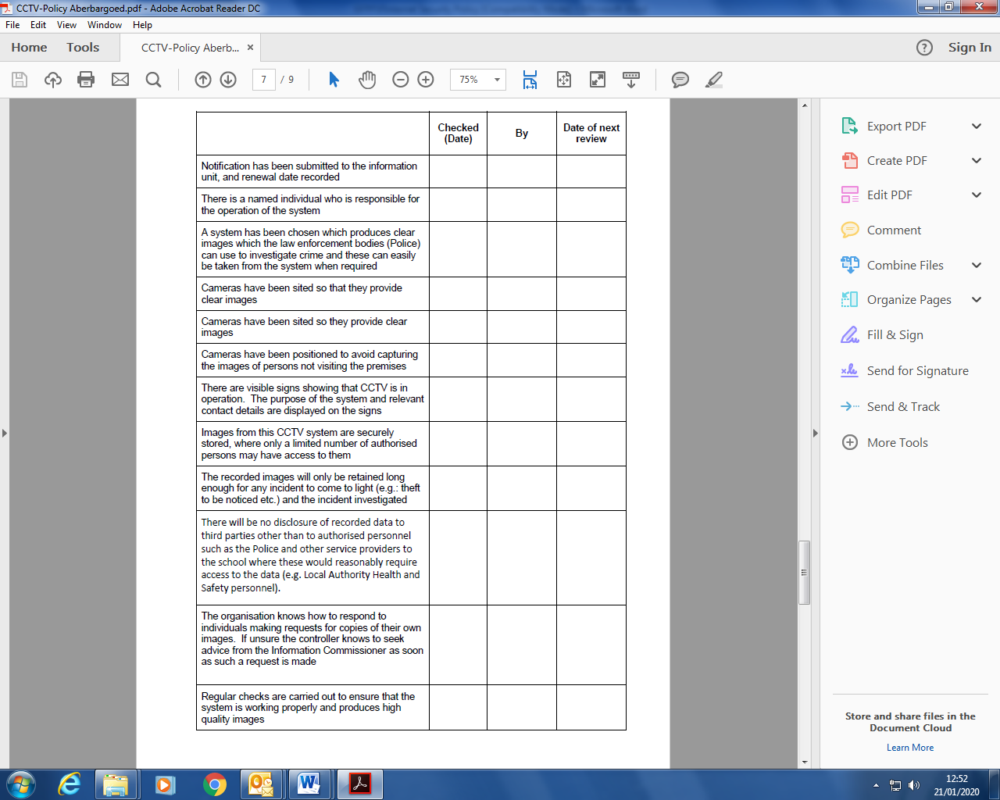 CCTV-Policy Aberbargoed.pdf - Adobe Acrobat Reader DC
File Edit View Window Help
Home Tools CCTV-Policy Aberb... × Sign In
7 / 9 75%
Checked
(Date)
By
Date of next
review
Notification has been submitted to the information
unit, and renewal date recorded
There is a named individual who is responsible for
the operation of the system
A system has been chosen which produces clear
images which the law enforcement bodies (Police)
can use to investigate crime and these can easily
be taken from the system when required
Cameras have been sited so that they provide
clear images
Cameras have been sited so they provide clear
images
Cameras have been positioned to avoid capturing
the images of persons not visiting the premises
There are visible signs showing that CCTV is in
operation.  The purpose of the system and relevant
contact details are displayed on the signs
Images from this CCTV system are securely
stored, where only a limited number of authorised
persons may have access to them
The recorded images will only be retained long
enough for any incident to come to light (e.g.: theft
to be noticed etc.) and the incident investigated
There will be no disclosure of recorded data to
third parties other than to authorised personnel
such as the Police and other service providers to
the school where these would reasonably require
access to the data (e.g. Local Authority Health and
Safety personnel).
The organisation knows how to respond to
individuals making requests for copies of their own
images.  If unsure the controller knows to seek
advice from the Information Commissioner as soon
as such a request is made
Regular checks are carried out to ensure that the
system is working properly and produces high
quality images
Export PDF
Create PDF
Edit PDF
Comment
Combine Files
Organize Pages
Fill & Sign
Send for Signature
Send & Track
More Tools
Store and share files in the
Document Cloud
Learn More
12:52
21/01/2020